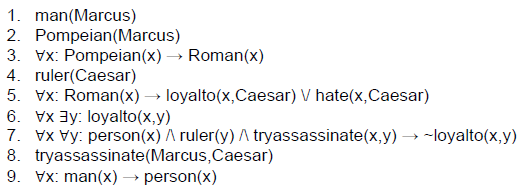 1. man(Marcus)
2. Pompeian(Marcus)
3. ∀x: Pompeian(x) → Roman(x)
4. ruler(Caesar)
5. ∀x: Roman(x) → loyalto(x,Caesar) \/ hate(x,Caesar)
6. ∀x ∃y: loyalto(x,y)
7. ∀x ∀y: person(x) /\ ruler(y) /\ tryassassinate(x,y) → ~loyalto(x,y)
8. tryassassinate(Marcus,Caesar)
9. ∀x: man(x) → person(x)